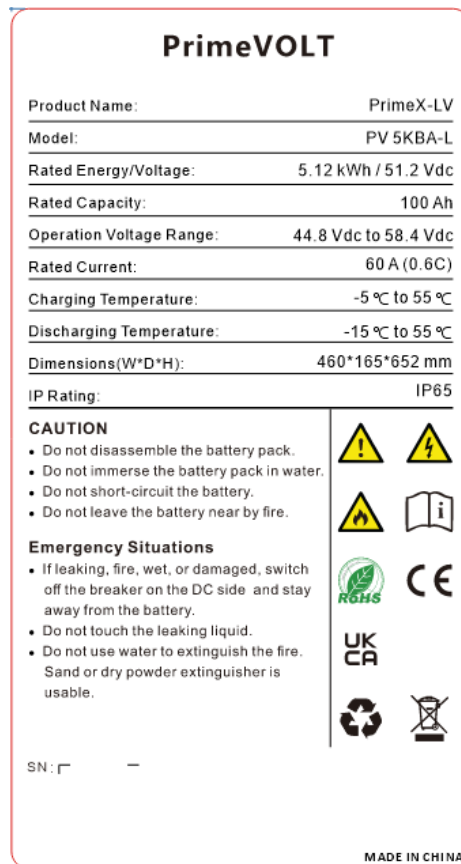 PrimeVOLT
Product Name: PrimeX-LV
Model: PV 5KBA-L
Rated Energy/Voltage: 5.12 kWh / 51.2 Vdc
Rated Capacity: 100 Ah
Operation Voltage Range: 44.8 Vdc to 58.4 Vdc
Rated Current: 60 A (0.6C)
Charging Temperature: -5 ℃ to 55 ℃
Discharging Temperature: -15 ℃ to 55 ℃
Dimensions(W*D*H): 460*165*652 mm
IP Rating: IP65
CAUTION
• Do not disassemble the battery pack.
• Do not immerse the battery pack in water.
• Do not short-circuit the battery.
• Do not leave the battery near by fire.
Emergency Situations
• If leaking, fire, wet, or damaged, switch
off the breaker on the DC side and stay
away from the battery.
• Do not touch the leaking liquid.
• Do not use water to extinguish the fire.
Sand or dry powder extinguisher is
usable.
i
RoHS
CE
UK
CA
SN:
MADE IN CHINA